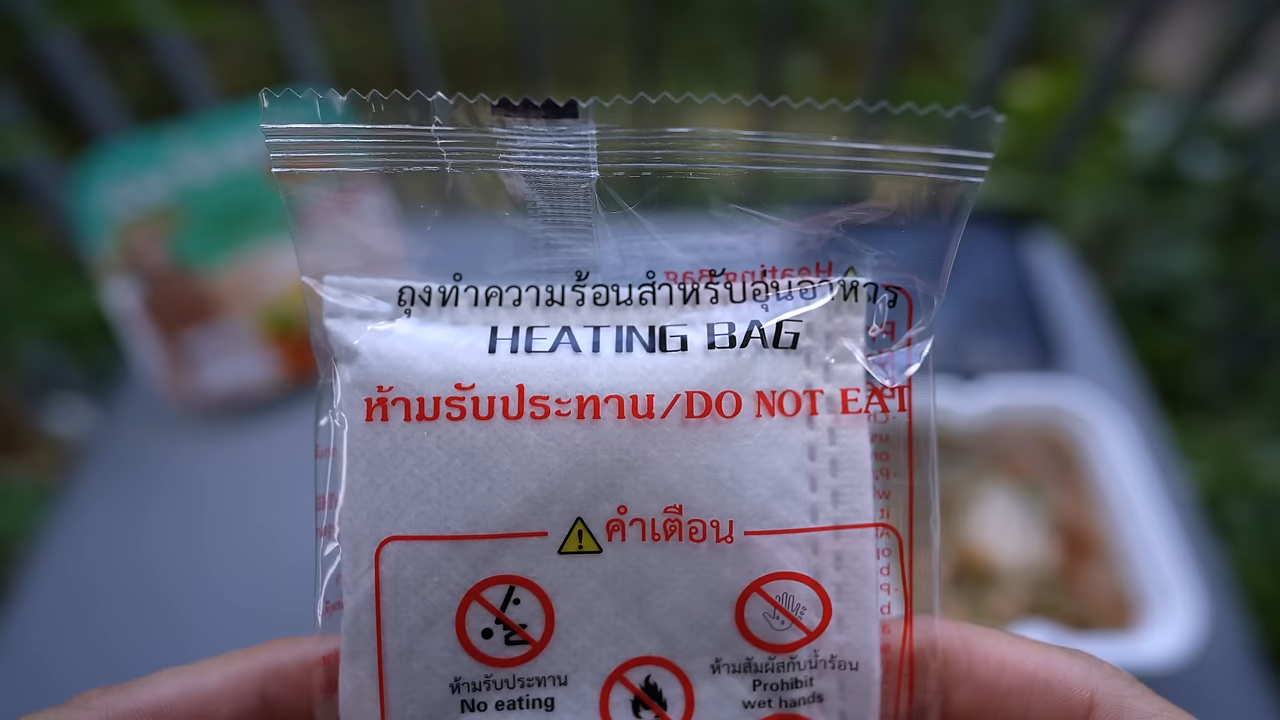 ถุงทำความร้อนสำหรับอุ่นอาหาร
HEATING BAG
ห้ามรับประทาน/DO NOT EAT
คำเตือน
ห้ามรับประทาน
No eating
ห้ามสัมผัสกับน้ำร้อน
Prohibit
wet hands
Heating Bag